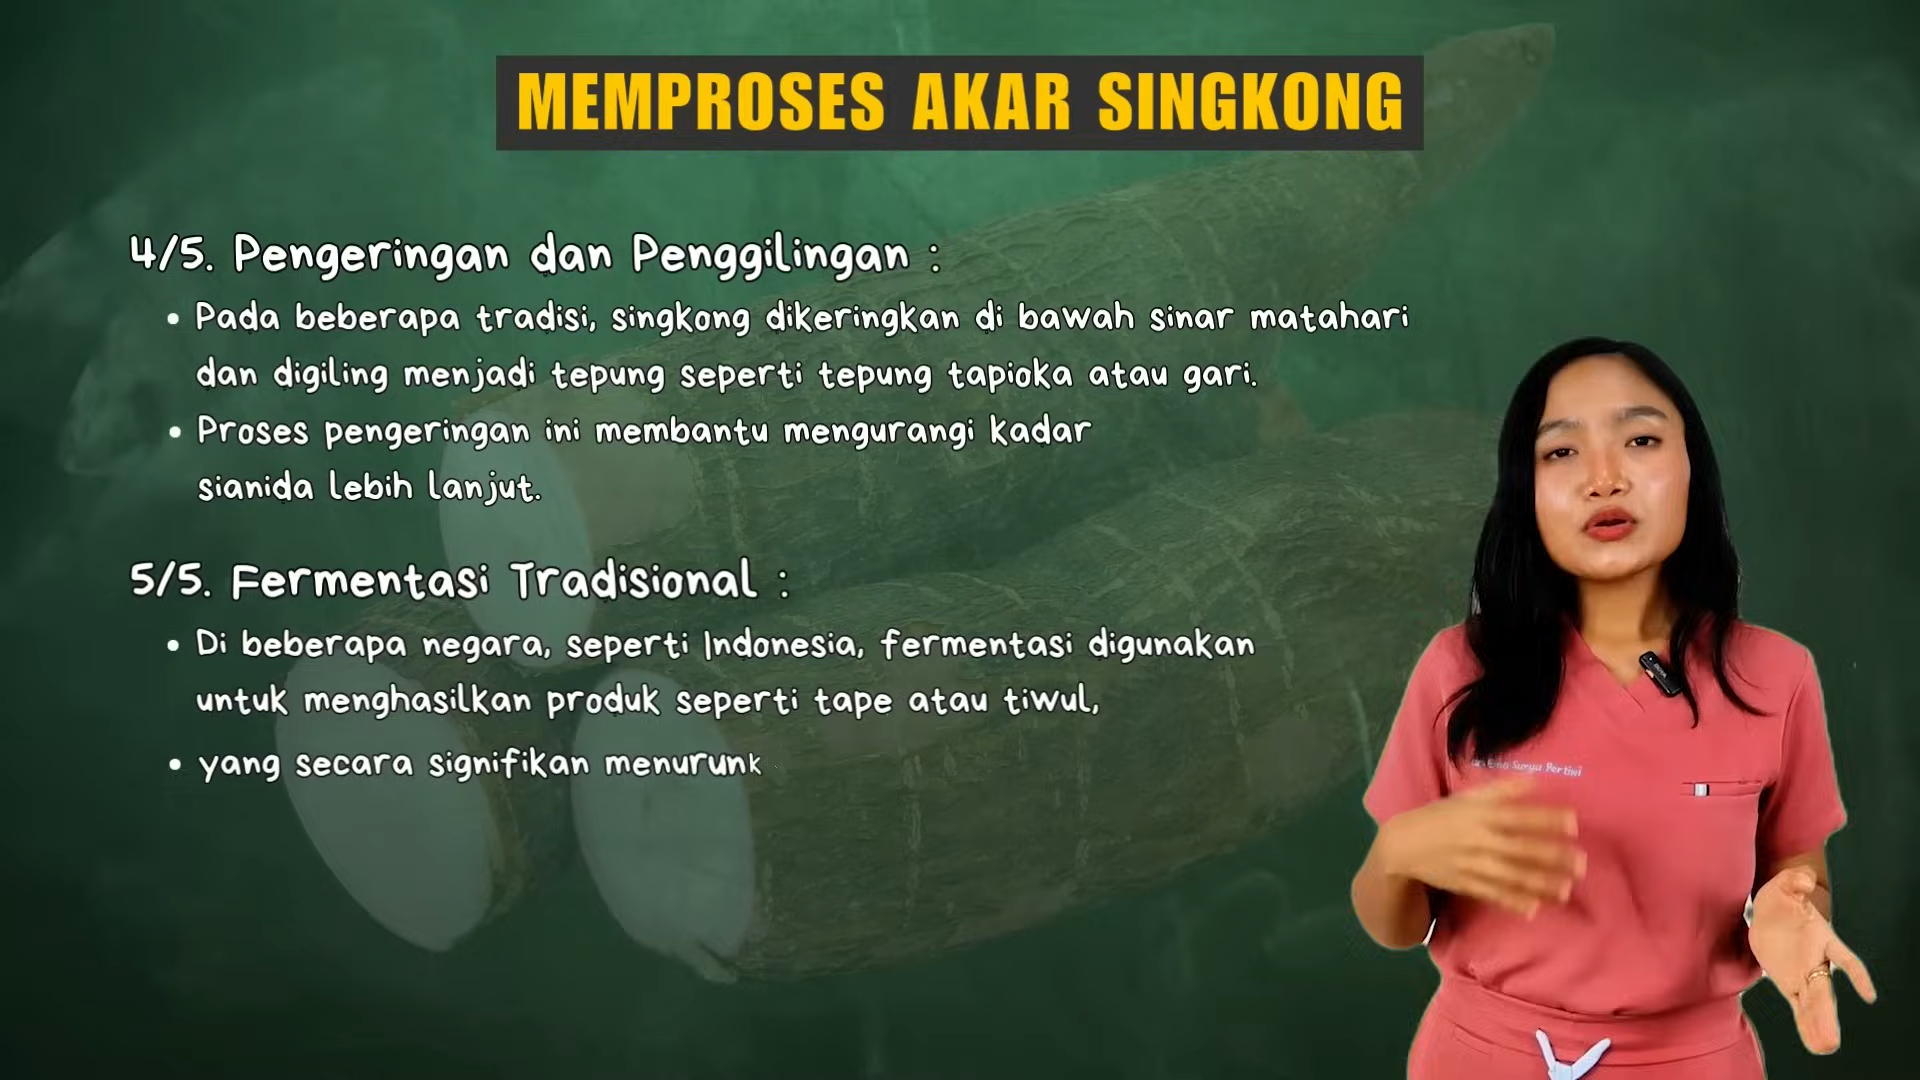 MEMPROSES AKAR SINGKONG
4/5. Pengeringan dan Penggilingan :
• Pada beberapa tradisi, singkong dikeringkan di bawah sinar matahari
dan digiling menjadi tepung seperti tepung tapioka atau gari.
• Proses pengeringan ini membantu mengurangi kadar
sianida lebih lanjut.
5/5. Fermentasi Tradisional :
• Di beberapa negara, seperti Indonesia, fermentasi digunakan
untuk menghasilkan produk seperti tape atau tiwul,
• yang secara signifikan menurunk
Surya Pertiwi